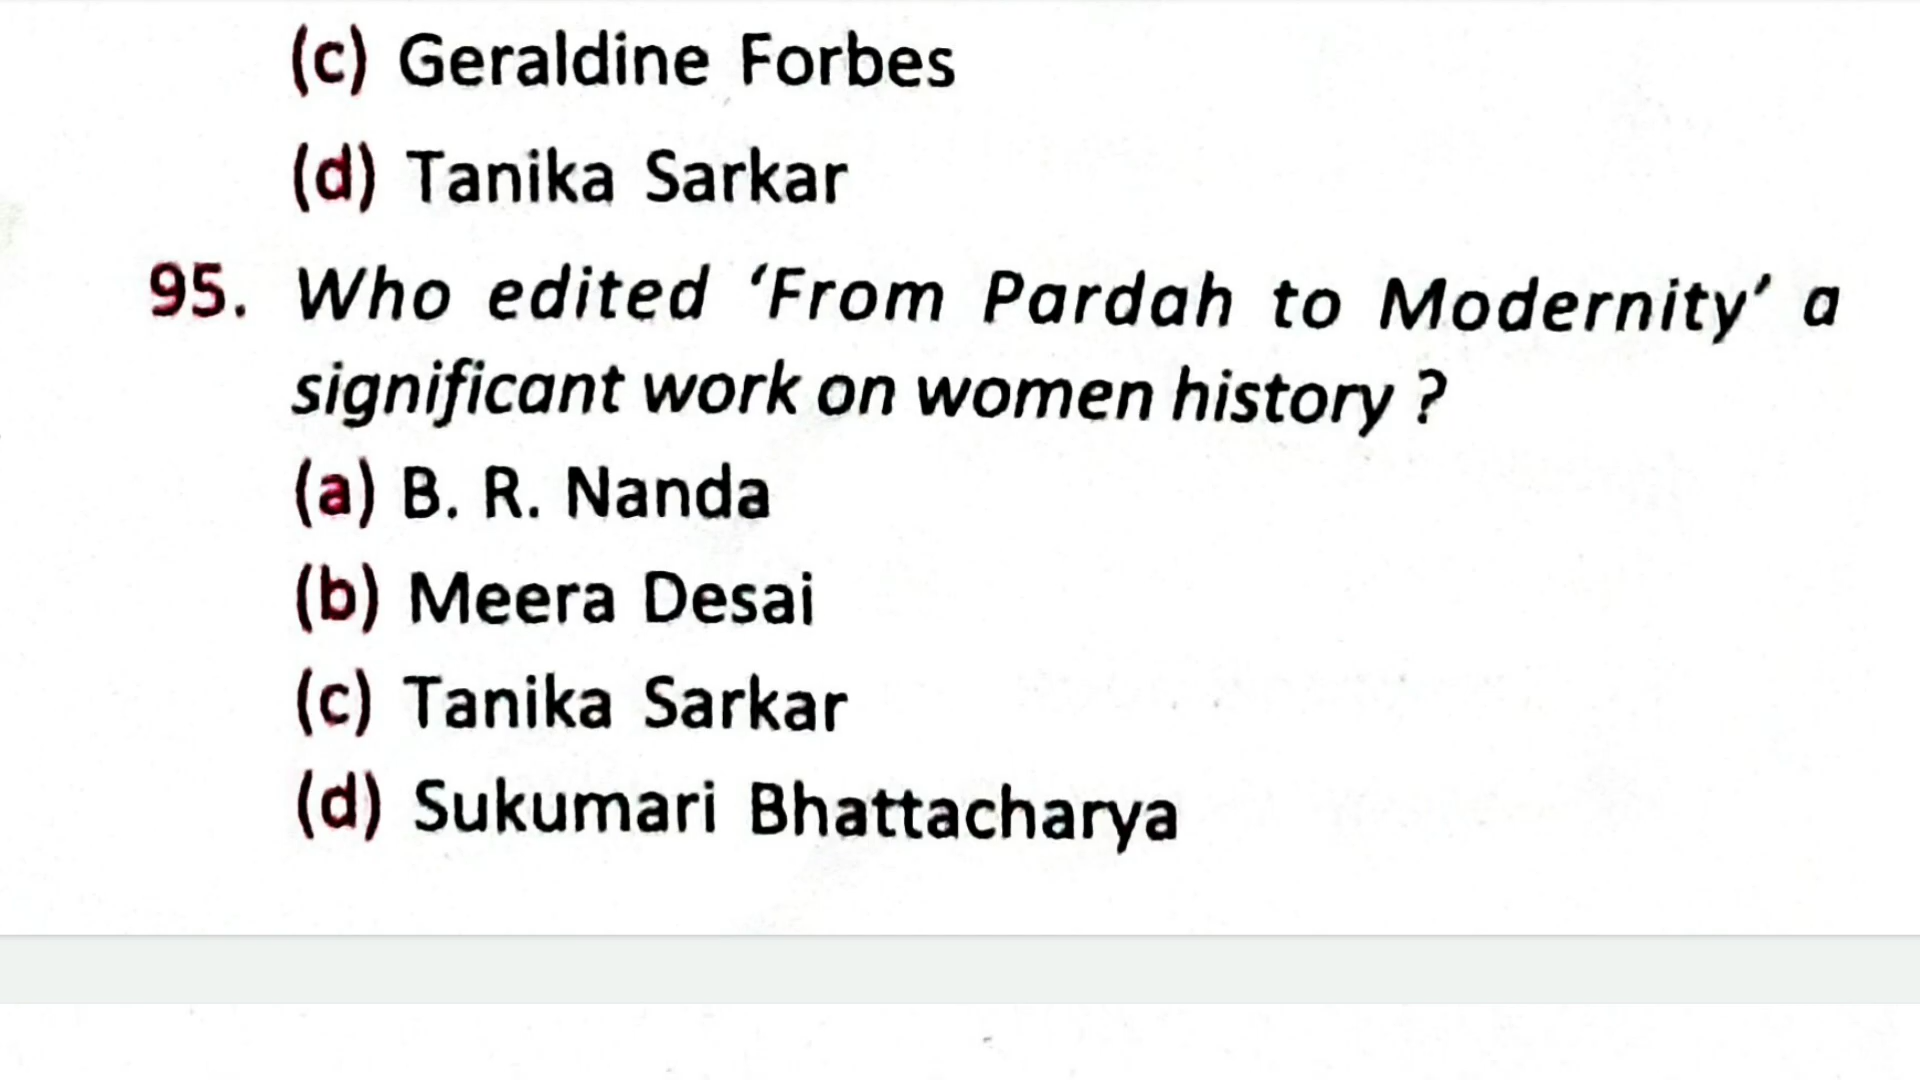 (c) Geraldine Forbes
(d) Tanika Sarkar
95. Who edited ‘From Pardah to Modernity’ a
significant work on women history ?
(a) B. R. Nanda
(b) Meera Desai
(c) Tanika Sarkar
(d) Sukumari Bhattacharya